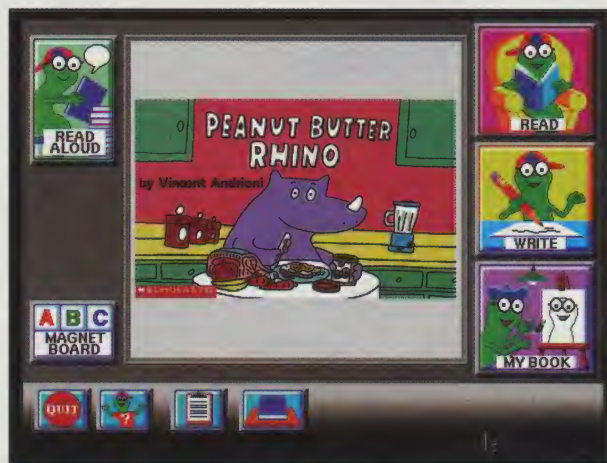 READ
ALOUD
PEANUT BUTTER
RHINO
by Vincent Andriani
SCHOLASTIC
A B C
MAGNET
BOARD
READ
WRITE
MY BOOK
QUIT
?